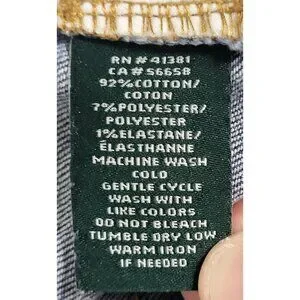 RN # 41381
CA # 56658
92% COTTON/
COTON
7% POLYESTER/
POLYESTER
1% ELASTANE/
ÉLASTHANNE
MACHINE WASH
COLD
GENTLE CYCLE
WASH WITH
LIKE COLORS
DO NOT BLEACH
TUMBLE DRY LOW
WARM IRON
IF NEEDED